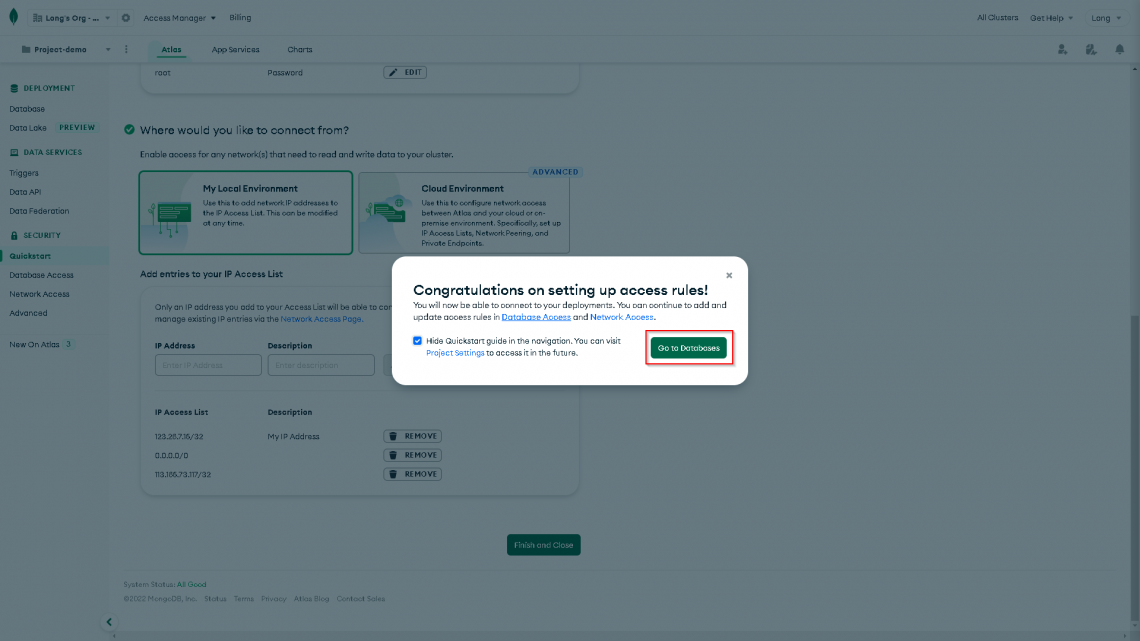 Long's Org - ...
Access Manager
Billing
All Clusters
Get Help
Long
Project-demo
Atlas
App Services
Charts
DEPLOYMENT
Database
Data Lake
PREVIEW
DATA SERVICES
Triggers
Data API
Data Federation
SECURITY
Quickstart
Database Access
Network Access
Advanced
New On Atlas 3
root
Password
EDIT
Where would you like to connect from?
Enable access for any network(s) that need to read and write data to your cluster.
My Local Environment
Use this to add network IP addresses to
the IP Access List. This can be modified
at any time.
ADVANCED
Cloud Environment
Use this to configure network access
between Atlas and your cloud or on-
premise environment. Specifically, set up
IP Access Lists, Network Peering, and
Private Endpoints.
Add entries to your IP Access List
Only an IP address you add to your Access List will be able to
manage existing IP entries via the Network Access Page.
IP Address
Description
Enter IP Address
Enter description
IP Access List
Description
123.26.7.15/32
My IP Address
REMOVE
0.0.0.0/0
REMOVE
113.165.73.117/32
REMOVE
Finish and Close
Congratulations on setting up access rules!
You will now be able to connect to your deployments. You can continue to add and
update access rules in Database Access and Network Access.
Hide Quickstart guide in the navigation. You can visit
Project Settings to access it in the future.
Go to Databases
System Status: All Good
©2022 MongoDB, Inc. Status Terms Privacy Atlas Blog Contact Sales